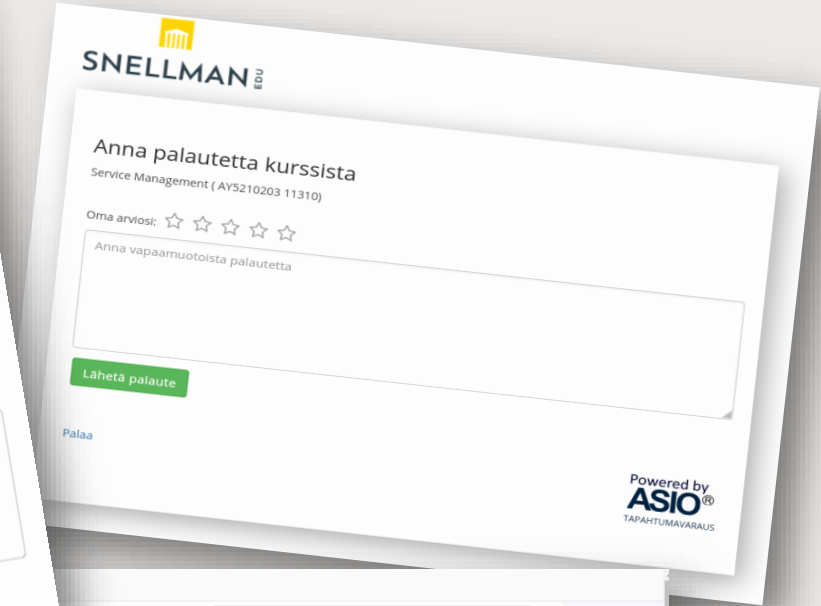 SNELLMAN EDU
Anna palautetta kurssista
Service Management ( AY5210203 11310)
Oma arviosi:
Anna vapaamuotoista palautetta
Lähetä palaute
Palaa
Powered by
ASIO®
TAPAHTUMAVARAUS